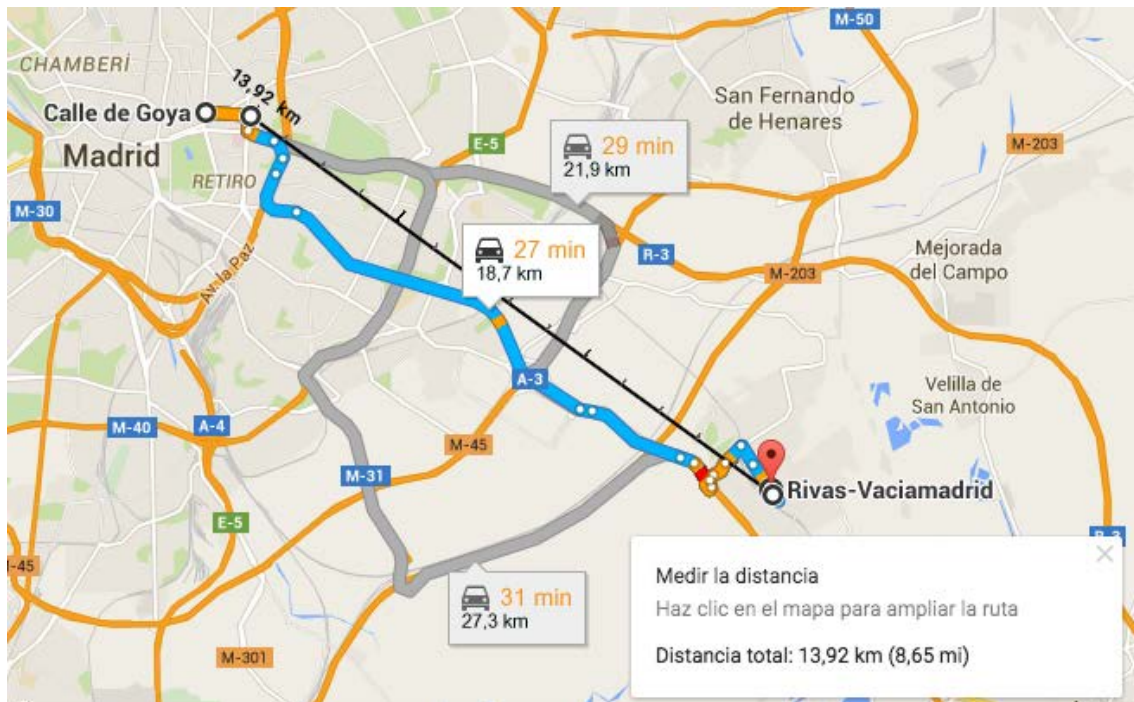 M-50
CHAMBERÍ
13,92 km
Calle de Goya
San Fernando
de Henares
Madrid
E-5
29 min
21,9 km
M-203
RETIRO
M-30
27 min
18,7 km
R-3
Mejorada
del Campo
M-203
Av. la Paz
A-3
Velilla de
San Antonio
M-40
A-4
M-45
M-31
Rivas-Vaciamadrid
E-5
R-3
-45
31 min
27,3 km
M-301
Medir la distancia
Haz clic en el mapa para ampliar la ruta
Distancia total: 13,92 km (8,65 mi)